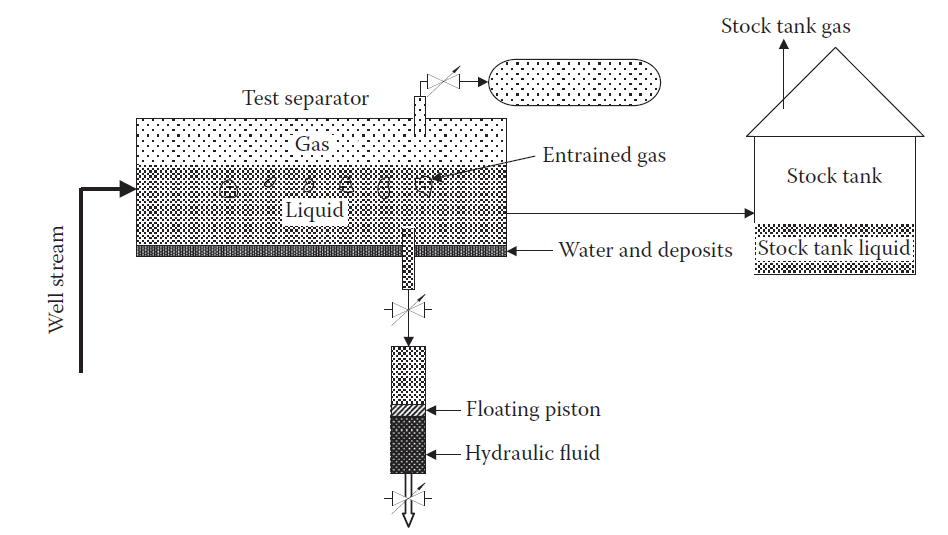 Stock tank gas
Test separator
Gas
Entrained gas
Stock tank
Liquid
Well stream
Water and deposits
Stock tank liquid
Floating piston
Hydraulic fluid